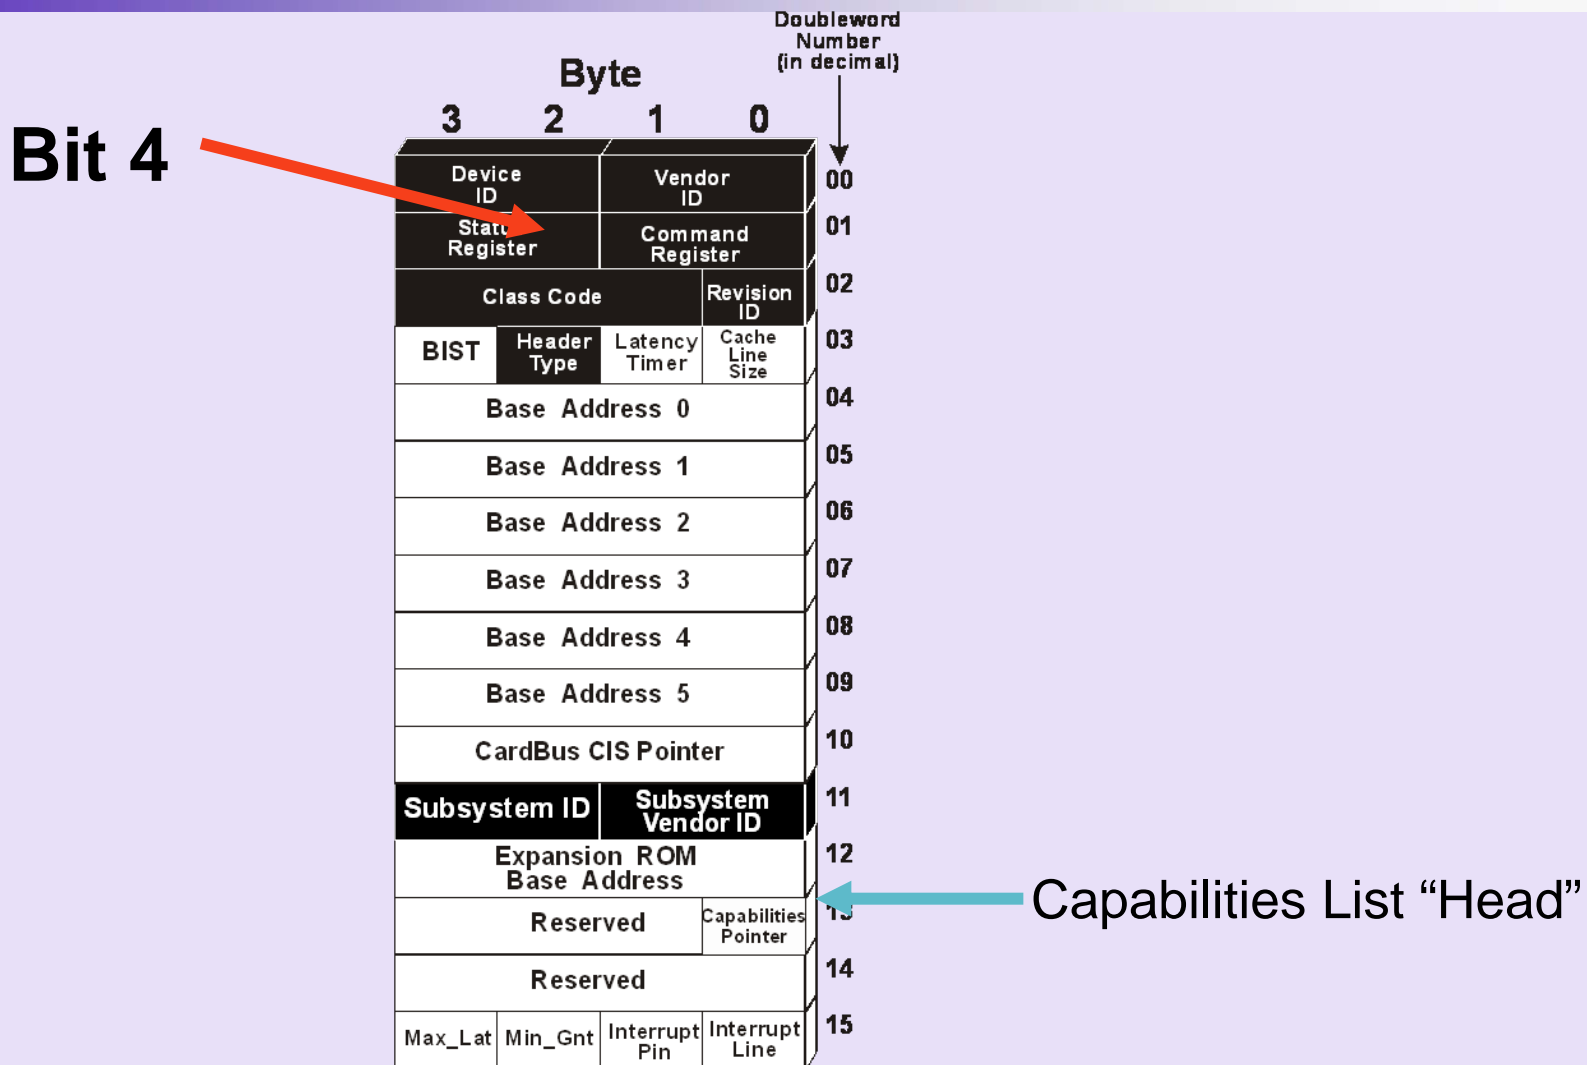 Doubleword
Number
(in decimal)
Byte
3 2 1 0
Bit 4
Device
ID
Vendor
ID
00
Register
Command
Register
01
Class Code
Revision
ID
02
BIST
Header
Type
Latency
Timer
Cache
Line
Size
03
Base Address 0
04
Base Address 1
05
Base Address 2
06
Base Address 3
07
Base Address 4
08
Base Address 5
09
CardBus CIS Pointer
10
Subsystem ID
Subsystem
Vendor ID
11
Expansion ROM
Base Address
12
Capabilities List “Head”
Reserved
Capabilities
Pointer
Reserved
14
Max_Lat
Min_Gnt
Interrupt
Pin
Interrupt
Line
15